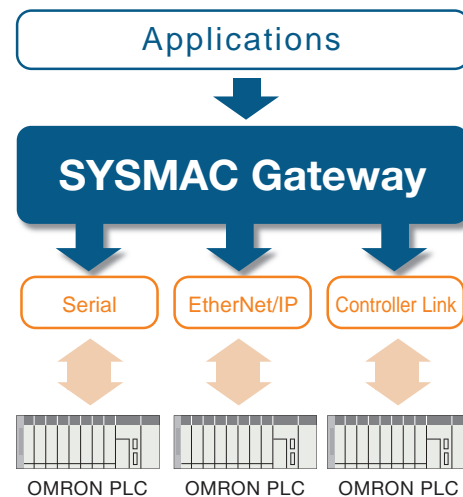 Applications
SYSMAC Gateway
Serial
EtherNet/IP
Controller Link
OMRON PLC
OMRON PLC
OMRON PLC